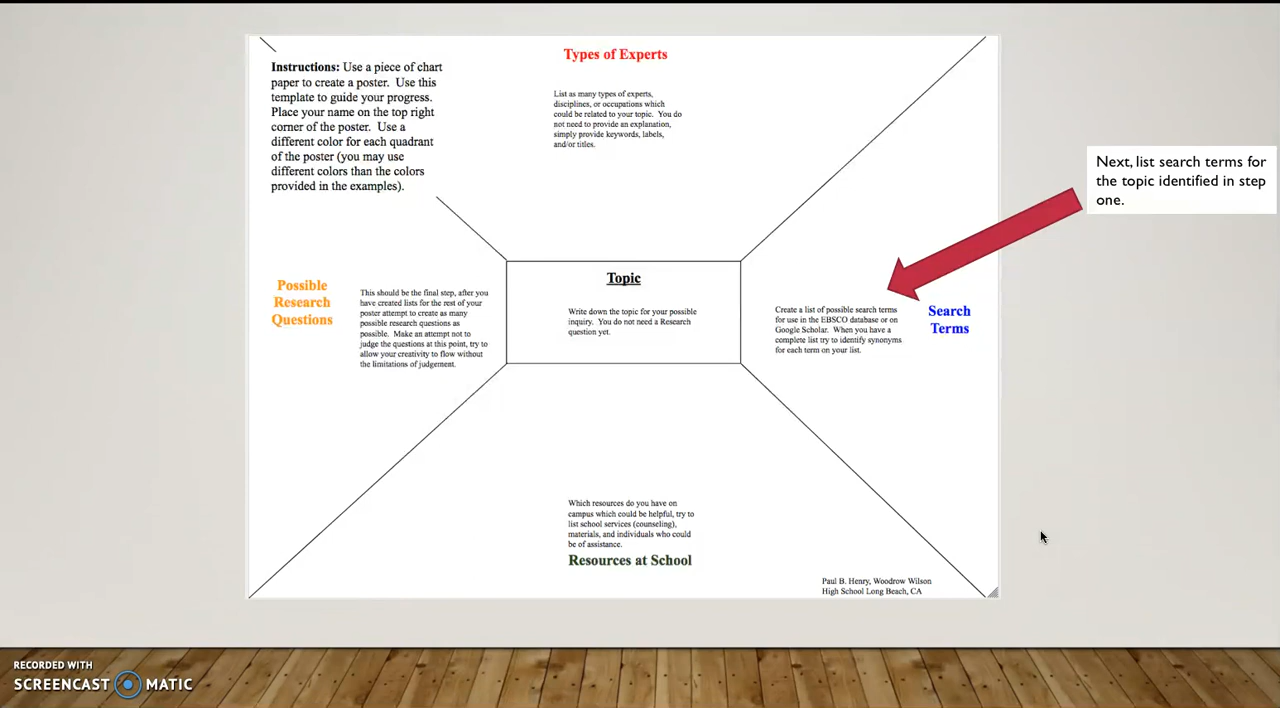 Types of Experts
Instructions: Use a piece of chart
paper to create a poster. Use this
template to guide your progress.
Place your name on the top right
corner of the poster. Use a
different color for each quadrant
of the poster (you may use
different colors than the colors
provided in the examples).
List as many types of experts,
disciplines, or occupations which
could be related to your topic. You do
not need to provide an explanation,
simply provide keywords, labels,
and/or titles.
Next, list search terms for
the topic identified in step
one.
Possible
Research
Questions
This should be the final step, after you
have created lists for the rest of your
poster attempt to create as many
possible research questions as
possible. Make an attempt not to
judge the questions at this point, try to
allow your creativity to flow without
the limitations of judgement.
Topic
Write down the topic for your possible
inquiry. You do not need a Research
question yet.
Create a list of possible search terms
for use in the EBSCO database or on
Google Scholar. When you have a
complete list try to identify synonyms
for each term on your list.
Search
Terms
Which resources do you have on
campus which could be helpful, try to
list school services (counseling),
materials, and individuals who could
be of assistance.
Resources at School
Paul B. Henry, Woodrow Wilson
High School Long Beach, CA
RECORDED WITH
SCREENCAST MATIC